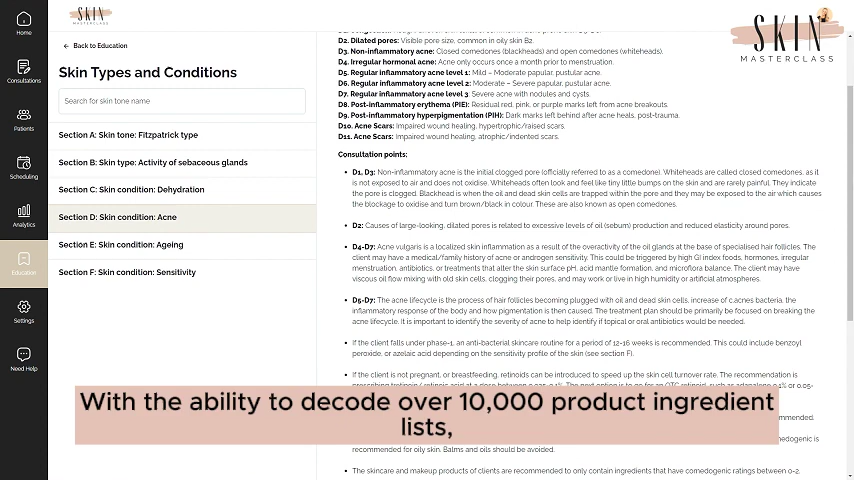 SKIN
MASTERCLASS
SKIN
MASTERCLASS
Home
Consultations
Patients
Scheduling
Analytics
Education
Settings
Need Help
Back to Education
Skin Types and Conditions
Search for skin tone name
Section A: Skin tone: Fitzpatrick type
Section B: Skin type: Activity of sebaceous glands
Section C: Skin condition: Dehydration
Section D: Skin condition: Acne
Section E: Skin condition: Ageing
Section F: Skin condition: Sensitivity
D2. Dilated pores: Visible pore size, common in oily skin B2.
D3. Non-inflammatory acne: Closed comedones (blackheads) and open comedones (whiteheads).
D4. Irregular hormonal acne: Acne only occurs once a month prior to menstruation.
D5. Regular inflammatory acne level 1: Mild – Moderate papular, pustular acne.
D6. Regular inflammatory acne level 2: Moderate – Severe papular, pustular acne.
D7. Regular inflammatory acne level 3: Severe acne with nodules and cysts
D8. Post-inflammatory erythema (PIE): Residual red, pink, or purple marks left from acne breakouts.
D9. Post-inflammatory hyperpigmentation (PIH): Dark marks left behind after acne heals, post-trauma.
D10. Acne Scars: Impaired wound healing, hypertrophic/raised scars.
D11. Acne Scars: Impaired wound healing, atrophic/indented scars.
Consultation points:
• D1, D3: Non-inflammatory acne is the initial clogged pore (officially referred to as a comedone). Whiteheads are called closed comedones, as it
is not exposed to air and does not oxidise. Whiteheads often look and feel like tiny little bumps on the skin and are rarely painful. They indicate
the pore is clogged. Blackhead is when the oil and dead skin cells are trapped within the pore and they may be exposed to the air which causes
the blockage to oxidise and turn brown/black in colour. These are also known as open comedones.
• D2: Causes of large-looking, dilated pores is related to excessive levels of oil (sebum) production and reduced elasticity around pores.
• D4-D7: Acne vulgaris is a localized skin inflammation as a result of the overactivity of the oil glands at the base of specialised hair follicles. The
client may have a medical/family history of acne or androgen sensitivity. This could be triggered by high GI index foods, hormones, irregular
menstruation, antibiotics, or treatments that alter the skin surface pH, acid mantle formation, and microflora balance. The client may have
viscous oil flow mixing with old skin cells, clogging their pores, and may work or live in high humidity or artificial atmospheres.
• D5-D7: The acne lifecycle is the process of hair follicles becoming plugged with oil and dead skin cells, increase of c.acnes bacteria, the
inflammatory response of the body and how pigmentation is then caused. The treatment plan should be primarily be focused on breaking the
acne lifecycle. It is important to identify the severity of acne to help identify if topical or oral antibiotics would be needed.
• If the client falls under phase-1, an anti-bacterial skincare routine for a period of 12-16 weeks is recommended. This could include benzoyl
peroxide, or azelaic acid depending on the sensitivity profile of the skin (see section F).
• If the client is not pregnant, or breastfeeding, retinoids can be introduced to speed up the skin cell turnover rate. The recommendation is
With the ability to decode over 10,000 product ingredient
lists,
recommended for oily skin. Balms and oils should be avoided.
• The skincare and makeup products of clients are recommended to only contain ingredients that have comedogenic ratings between 0-2.